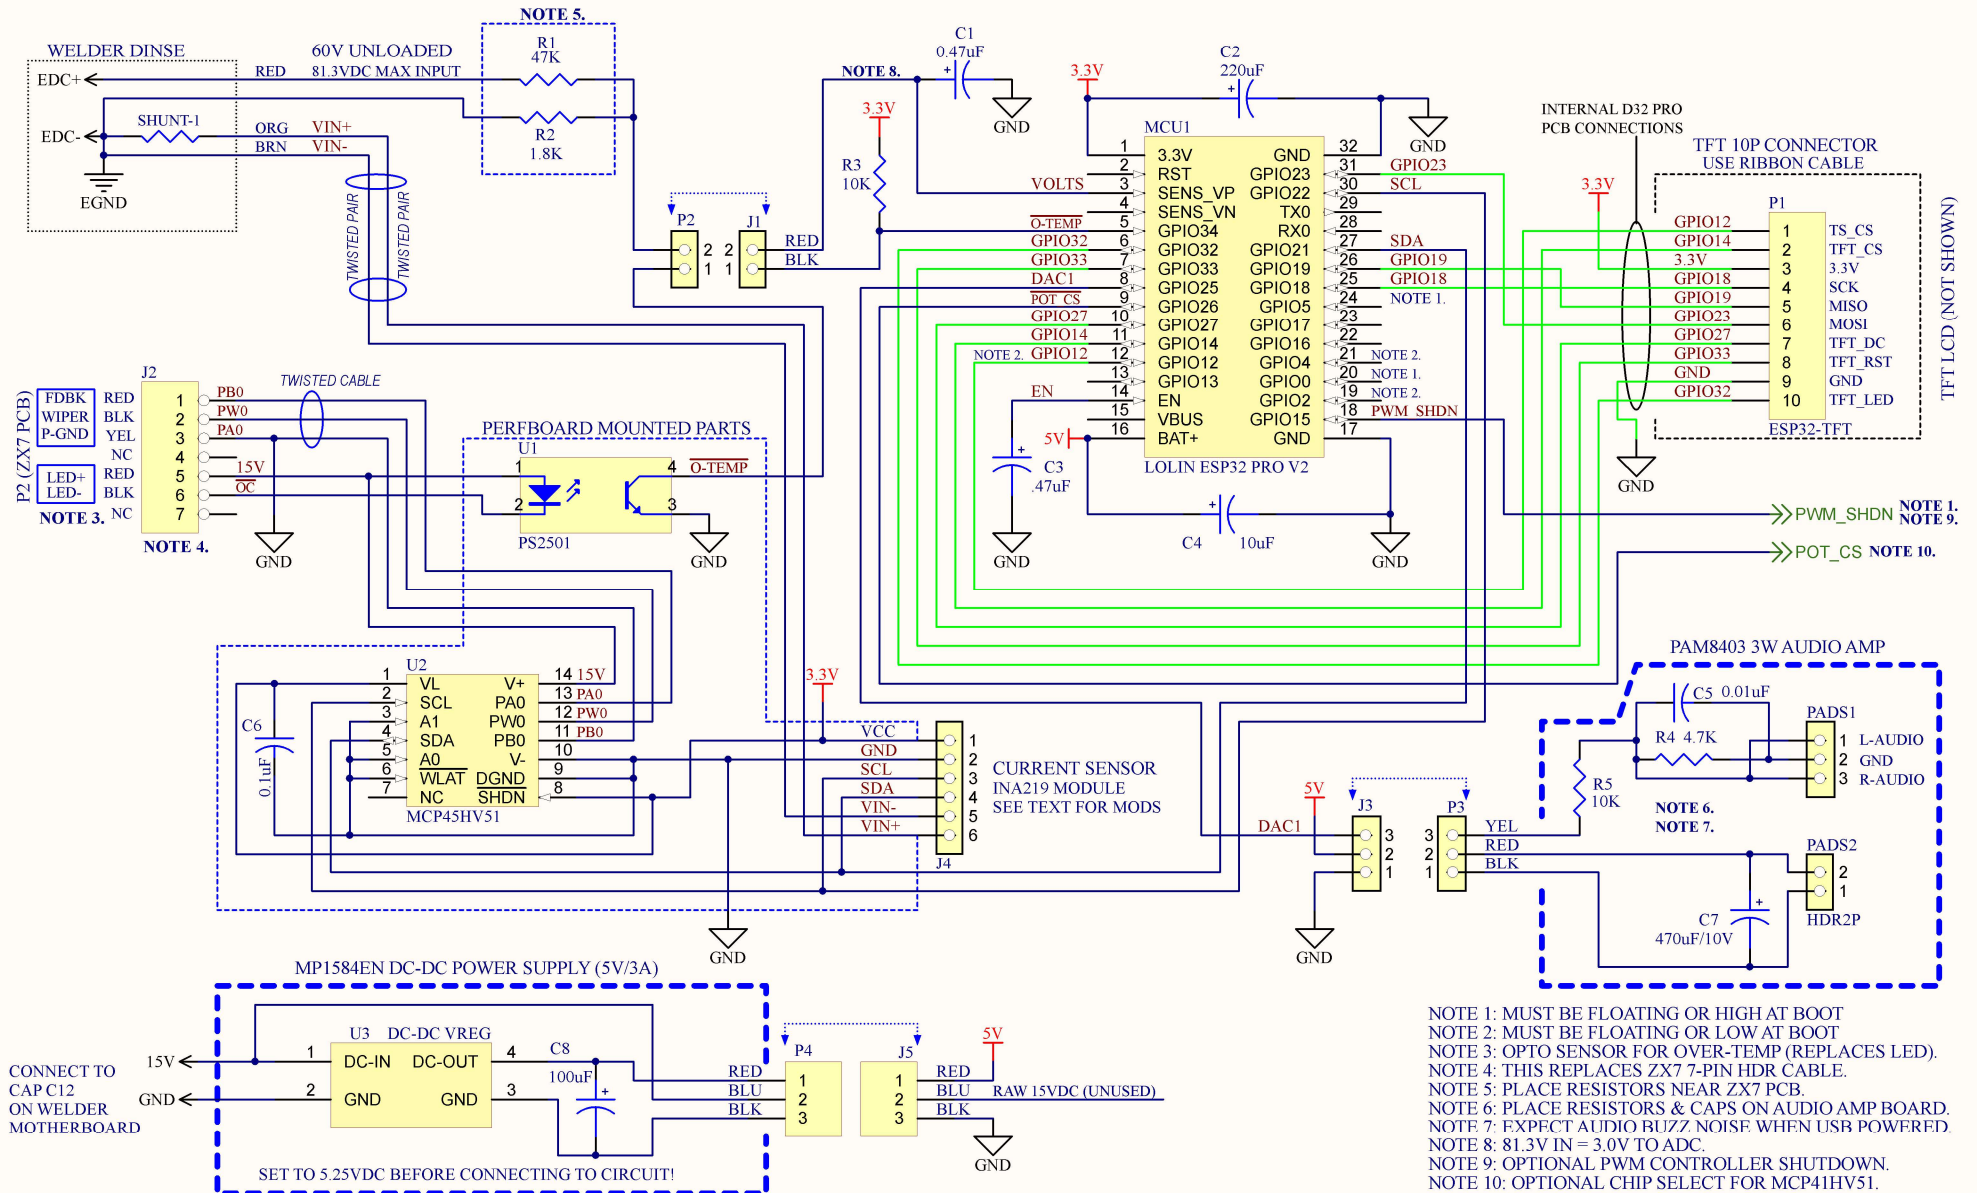 NOTE 5.
WELDER DINSE
60V UNLOADED
R1
47K
EDC+
RED 81.3VDC MAX INPUT
EDC-
SHUNT-1
ORG VIN+
BRN VIN-
R2
1.8K
EGND
TWISTED PAIR
TWISTED PAIR
C1
0.47uF
+
NOTE 8.
GND
3.3V
R3
10K
P2
2
1
J1
2
1
RED
BLK
3.3V
C2
220uF
+
GND
MCU1
1 3.3V
2 RST
VOLTS 3 SENS_VP
4 SENS_VN
O-TEMP 5 GPIO34
GPIO32 6 GPIO32
GPIO33 7 GPIO33
DAC1 8 GPIO25
POT_CS 9 GPIO26
GPIO27 10 GPIO27
GPIO14 11 GPIO14
NOTE 2. GPIO12 12 GPIO12
13 GPIO13
EN 14 EN
15 VBUS
5V 16 BAT+
GND 32
GPIO23 31 GPIO23
GPIO22 30 SCL
TX0 29
RX0 28
GPIO21 27 SDA
GPIO19 26 GPIO19
GPIO18 25 GPIO18
GPIO5 24 NOTE 1.
GPIO17 23
GPIO16 22
GPIO4 21 NOTE 2.
GPIO0 20 NOTE 1.
GPIO2 19 NOTE 2.
GPIO15 18 PWM_SHDN
GND 17
LOLIN ESP32 PRO V2
+
C3
.47uF
GND
+
C4 10uF
GND
INTERNAL D32 PRO
PCB CONNECTIONS
TFT 10P CONNECTOR
USE RIBBON CABLE
3.3V
P1
GPIO12 1 TS_CS
GPIO14 2 TFT_CS
3.3V 3 3.3V
GPIO18 4 SCK
GPIO19 5 MISO
GPIO23 6 MOSI
GPIO27 7 TFT_DC
GPIO33 8 TFT_RST
GND 9 GND
GPIO32 10 TFT_LED
ESP32-TFT
GND
TFT LCD (NOT SHOWN)
PWM_SHDN NOTE 1.
NOTE 9.
POT_CS NOTE 10.
P2 (ZX7 PCB)
J2
FDBK RED 1 PB0
WIPER BLK 2 PW0
P-GND YEL 3 PA0
NC 4
LED+ RED 5 15V
LED- BLK 6 OC
NOTE 3. NC 7
NOTE 4.
TWISTED CABLE
GND
PERFBOARD MOUNTED PARTS
U1
1
2
4 O-TEMP
3
PS2501
GND
U2
1 VL
2 SCL
3 A1
4 SDA
5 A0
6 WLAT
7 NC
V+ 14 15V
PA0 13 PA0
PW0 12 PW0
PB0 11 PB0
V- 10
DGND 9
SHDN 8
MCP45HV51
C6
0.1uF
3.3V
VCC 1
GND 2
SCL 3
SDA 4
VIN- 5
VIN+ 6
J4
CURRENT SENSOR
INA219 MODULE
SEE TEXT FOR MODS
GND
5V
DAC1
J3
3
2
1
GND
P3
3 YEL
2 RED
1 BLK
PAM8403 3W AUDIO AMP
C5 0.01uF
R4 4.7K
R5
10K
PADS1
1 L-AUDIO
2 GND
3 R-AUDIO
NOTE 6.
NOTE 7.
PADS2
2
1
HDR2P
+
C7
470uF/10V
MP1584EN DC-DC POWER SUPPLY (5V/3A)
CONNECT TO
CAP C12
ON WELDER
MOTHERBOARD
15V
GND
U3 DC-DC VREG
1 DC-IN DC-OUT 4
2 GND GND 3
C8
100uF
+
SET TO 5.25VDC BEFORE CONNECTING TO CIRCUIT!
P4
RED 1
BLU 2
BLK 3
J5
1 RED
2 BLU
3 BLK
5V
RAW 15VDC (UNUSED)
GND
NOTE 1: MUST BE FLOATING OR HIGH AT BOOT
NOTE 2: MUST BE FLOATING OR LOW AT BOOT
NOTE 3: OPTO SENSOR FOR OVER-TEMP (REPLACES LED).
NOTE 4: THIS REPLACES ZX7 7-PIN HDR CABLE.
NOTE 5: PLACE RESISTORS NEAR ZX7 PCB.
NOTE 6: PLACE RESISTORS & CAPS ON AUDIO AMP BOARD.
NOTE 7: EXPECT AUDIO BUZZ NOISE WHEN USB POWERED.
NOTE 8: 81.3V IN = 3.0V TO ADC.
NOTE 9: OPTIONAL PWM CONTROLLER SHUTDOWN.
NOTE 10: OPTIONAL CHIP SELECT FOR MCP41HV51.